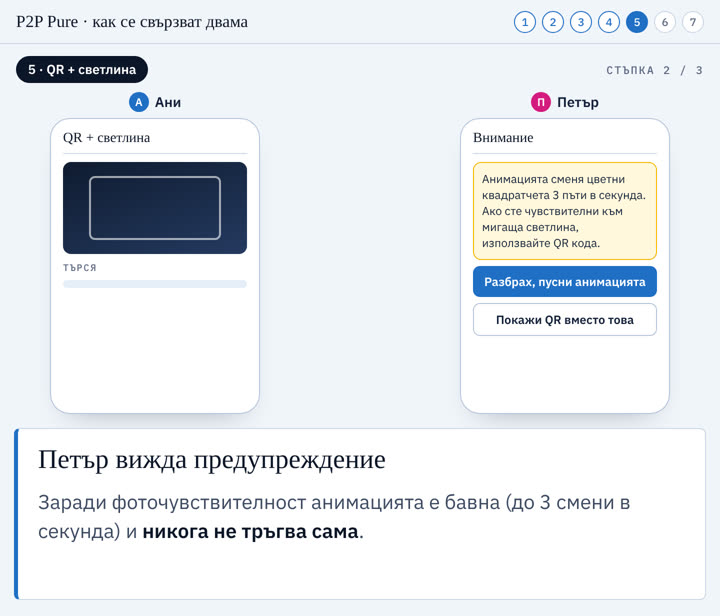 P2P Pure · как се свързват двама
1 2 3 4 5 6 7
5 · QR + светлина
СТЪПКА 2 / 3
А Ани
QR + светлина
ТЪРСЯ
П Петър
Внимание
Анимацията сменя цветни
квадратчета 3 пъти в секунда.
Ако сте чувствителни към
мигаща светлина,
използвайте QR кода.
Разбрах, пусни анимацията
Покажи QR вместо това
Петър вижда предупреждение
Заради фоточувствителност анимацията е бавна (до 3 смени в
секунда) и никога не тръгва сама.